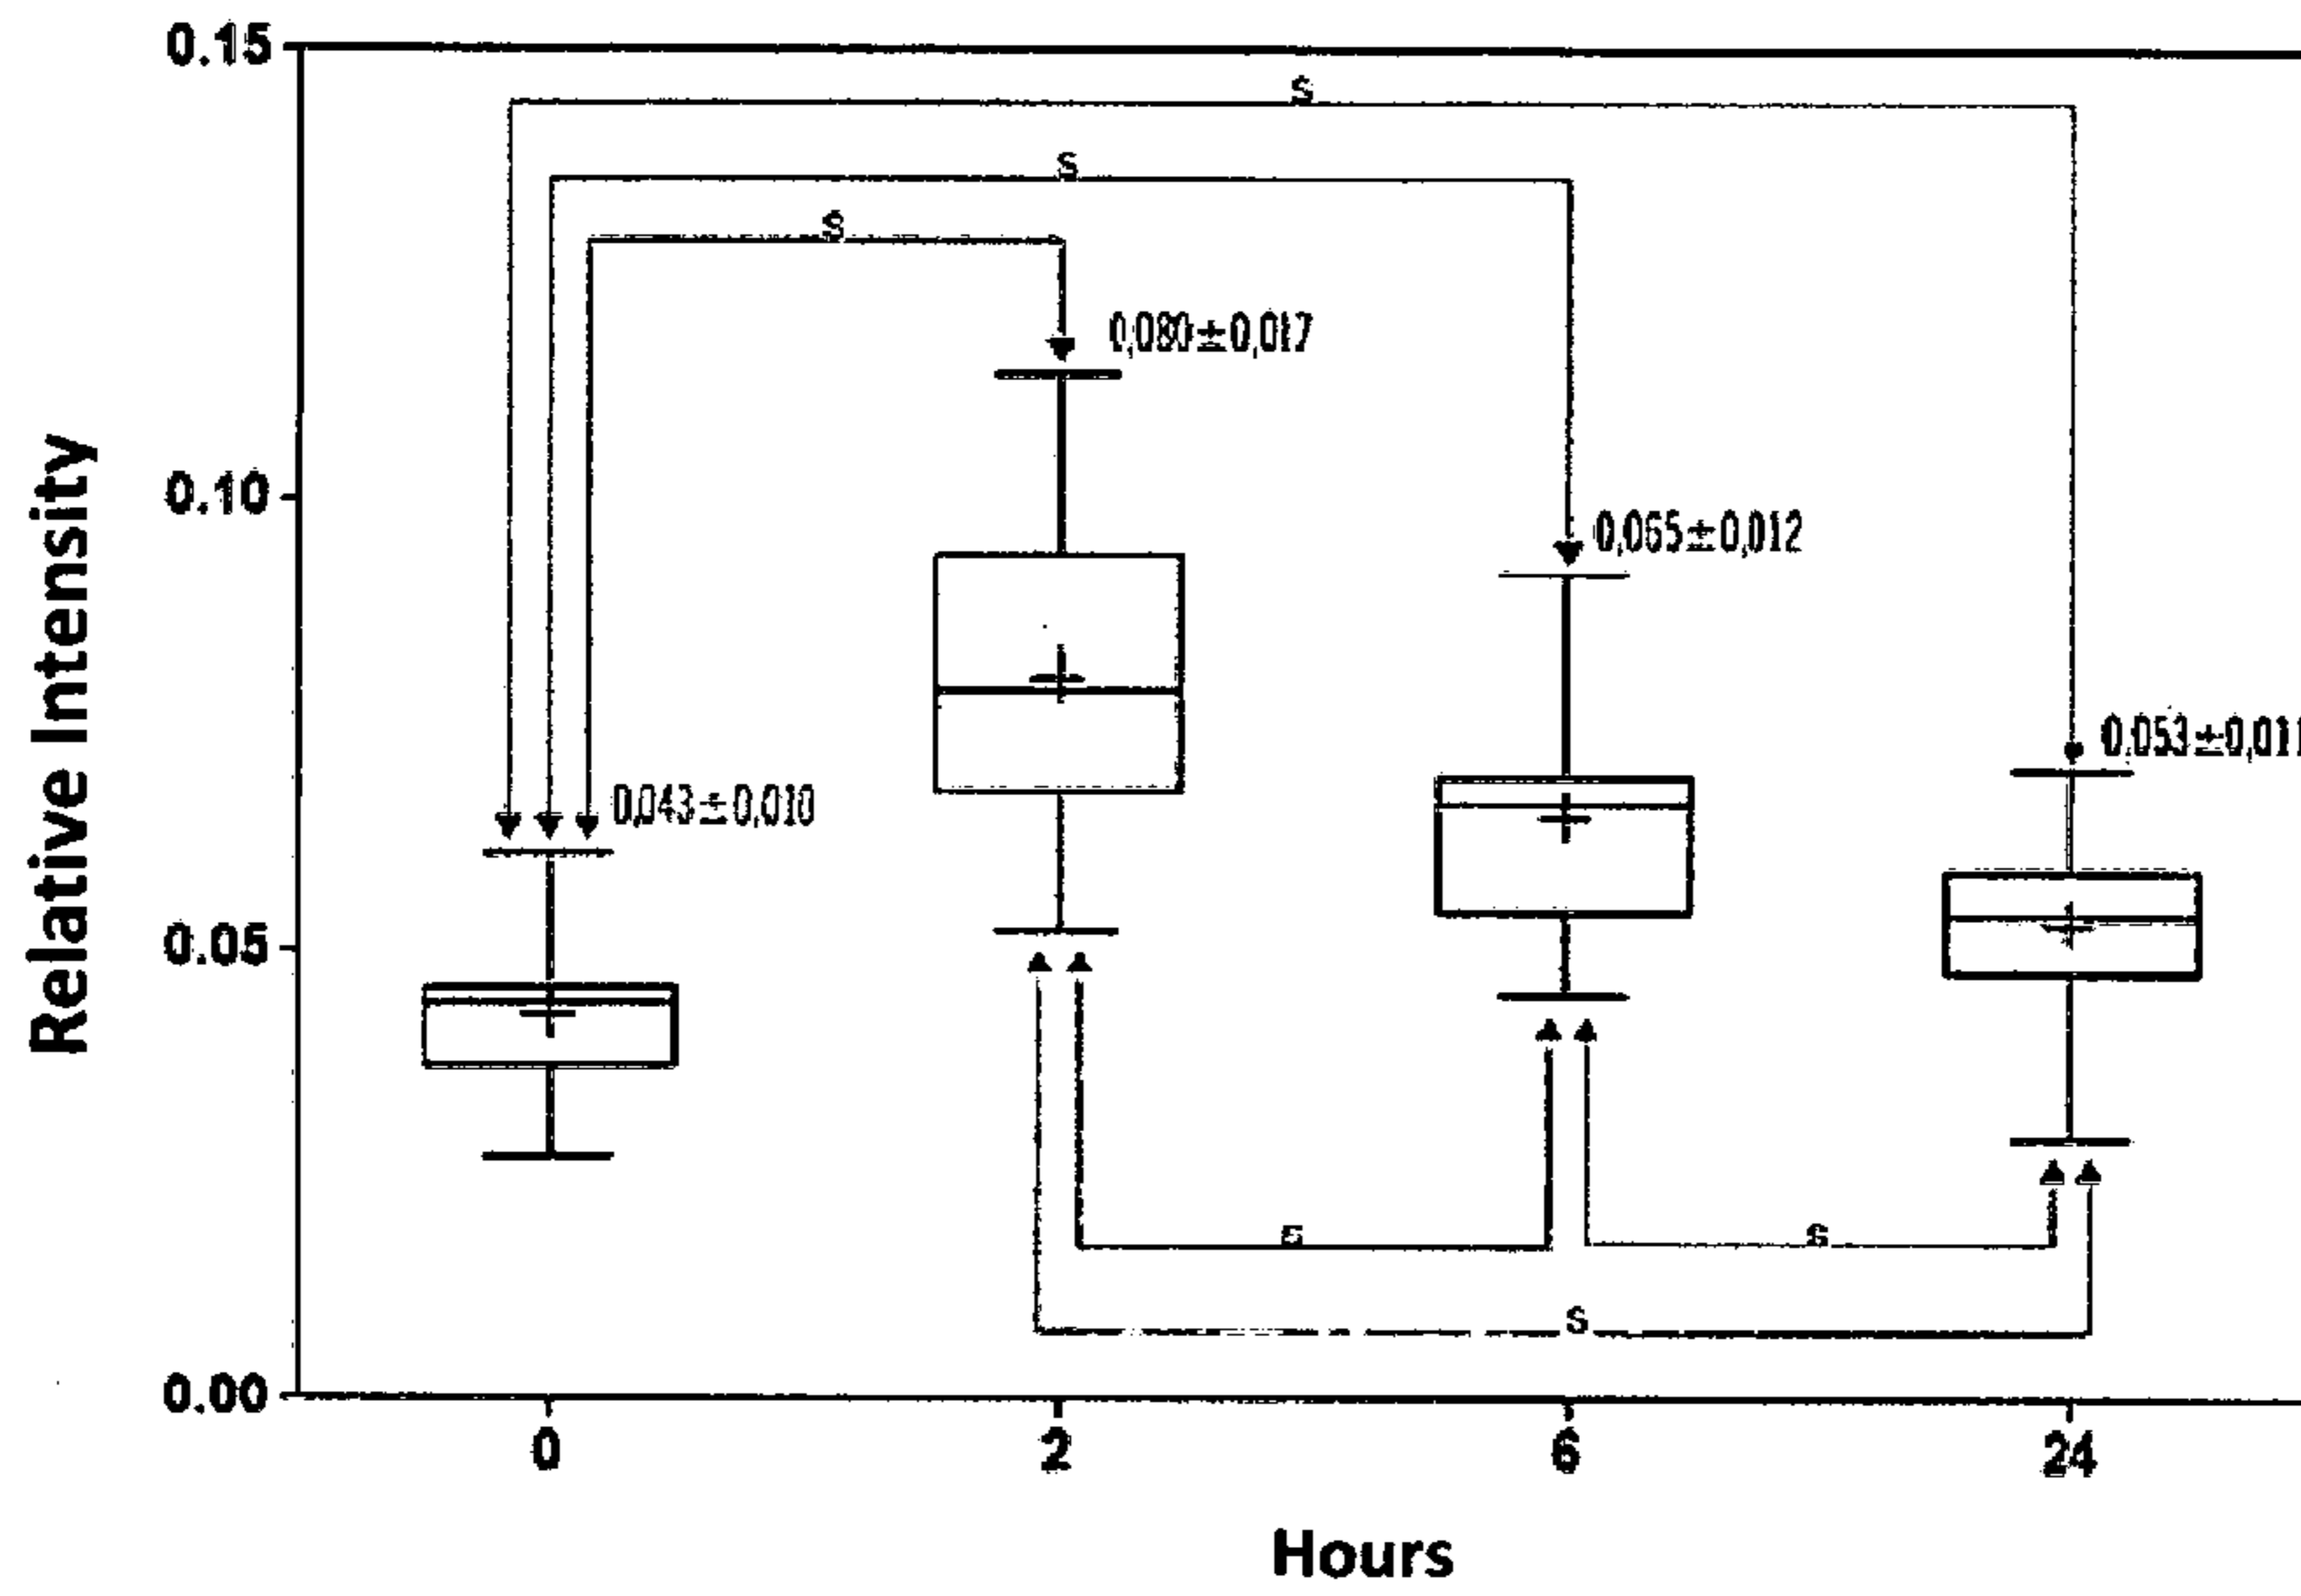 0.15
S
S
S
0,080±0,017
0.10
0,065±0,012
0,053±0,011
0,043±0,010
0.05
S
S
S
0.00
0
2
6
24
Hours
Relative Intensity